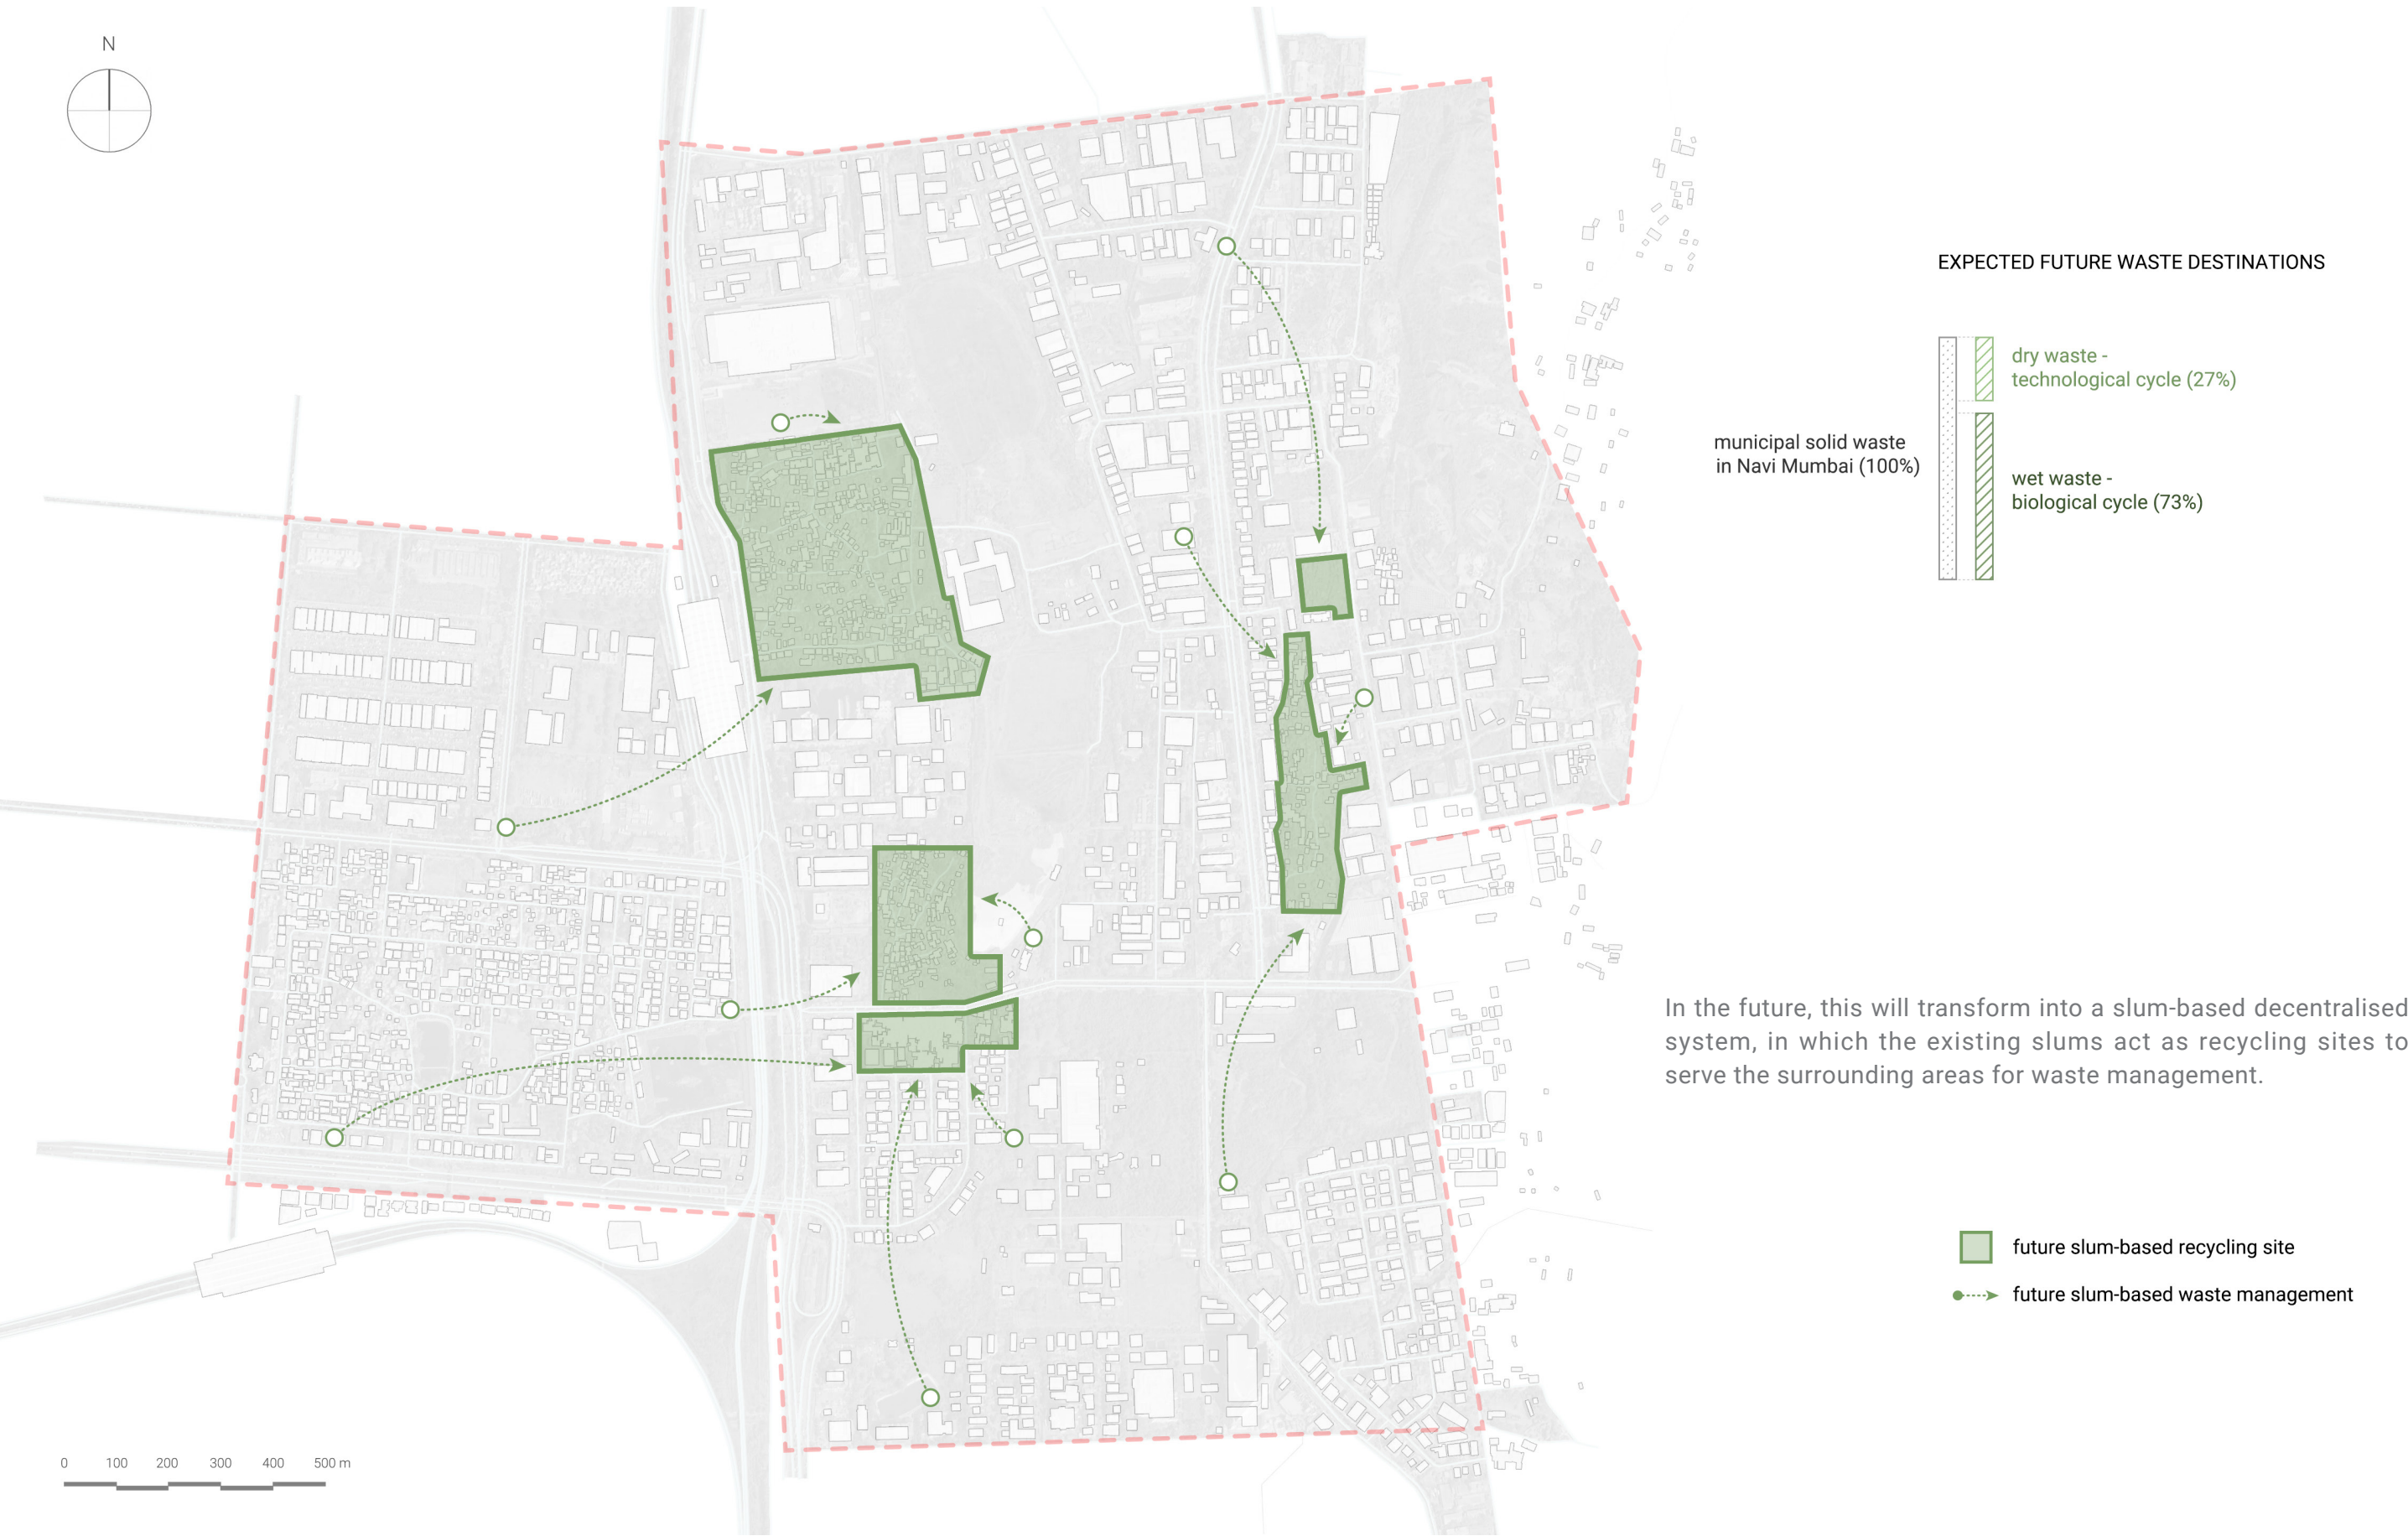 N
EXPECTED FUTURE WASTE DESTINATIONS
dry waste -
technological cycle (27%)
municipal solid waste
in Navi Mumbai (100%)
wet waste -
biological cycle (73%)
In the future, this will transform into a slum-based decentralised
system, in which the existing slums act as recycling sites to
serve the surrounding areas for waste management.
future slum-based recycling site
future slum-based waste management
0 100 200 300 400 500 m